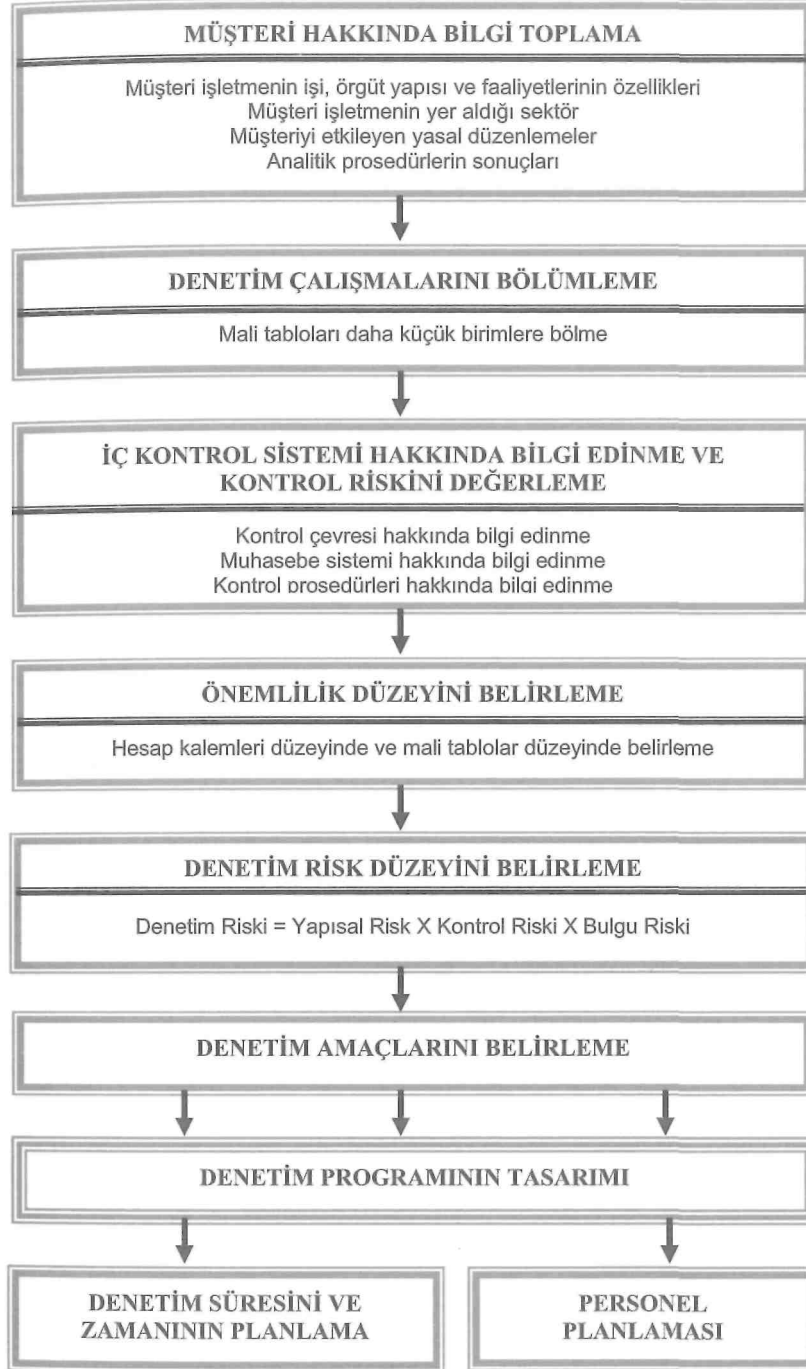 MÜŞTERİ HAKKINDA BİLGİ TOPLAMA
Müşteri işletmenin işi, örgüt yapısı ve faaliyetlerinin özellikleri
Müşteri işletmenin yer aldığı sektör
Müşteriyi etkileyen yasal düzenlemeler
Analitik prosedürlerin sonuçları
DENETİM ÇALIŞMALARINI BÖLÜMLEME
Mali tabloları daha küçük birimlere bölme
İÇ KONTROL SİSTEMİ HAKKINDA BİLGİ EDİNME VE
KONTROL RİSKİNİ DEĞERLEME
Kontrol çevresi hakkında bilgi edinme
Muhasebe sistemi hakkında bilgi edinme
Kontrol prosedürleri hakkında bilgi edinme
ÖNEMLİLİK DÜZEYİNİ BELİRLEME
Hesap kalemleri düzeyinde ve mali tablolar düzeyinde belirleme
DENETİM RİSK DÜZEYİNİ BELİRLEME
Denetim Riski = Yapısal Risk X Kontrol Riski X Bulgu Riski
DENETİM AMAÇLARINI BELİRLEME
DENETİM PROGRAMININ TASARIMI
DENETİM SÜRESİNİ VE
ZAMANININ PLANLAMA
PERSONEL
PLANLAMASI